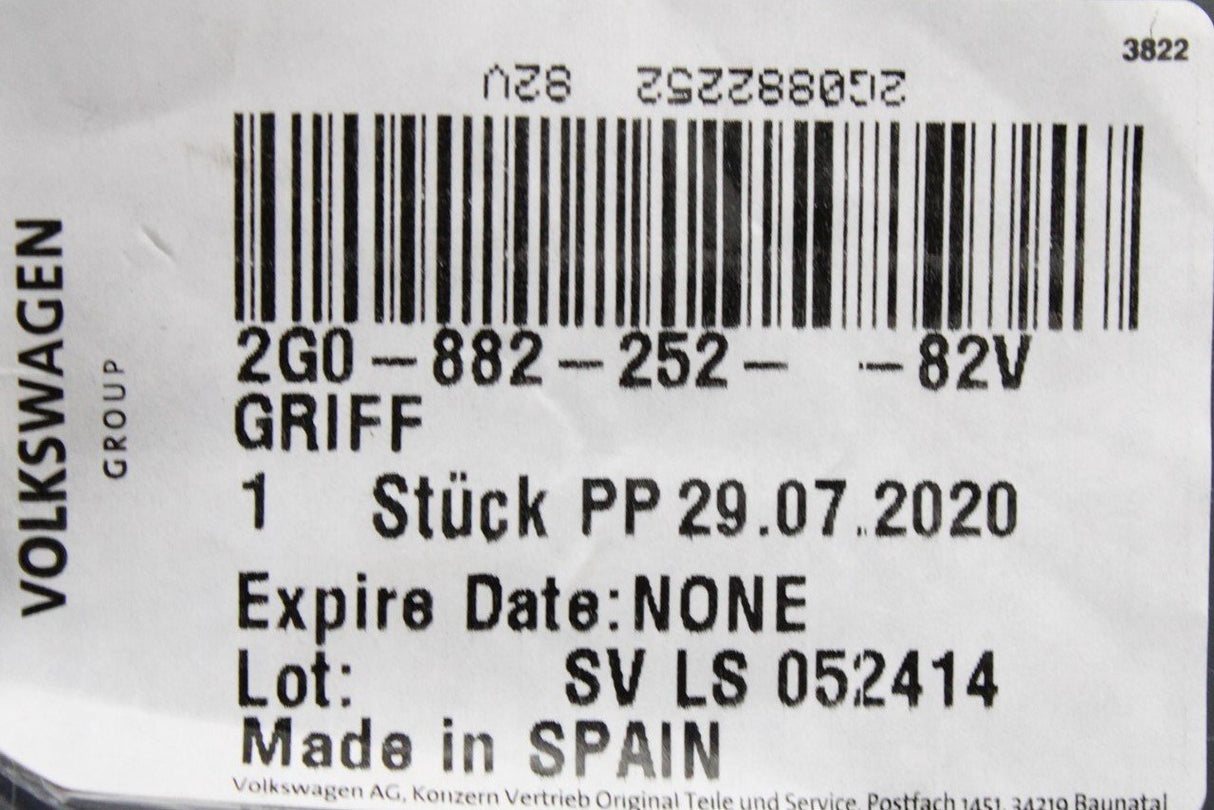 3822
2G0882252 82V
2G0-882-252- -82V
GRIFF
1 Stück PP 29.07.2020
Expire Date:NONE
Lot: SV LS 052414
Made in SPAIN
Volkswagen AG, Konzern Vertrieb Original Teile und Service, Postfach 1451, 34219 Baunatal
VOLKSWAGEN
GROUP